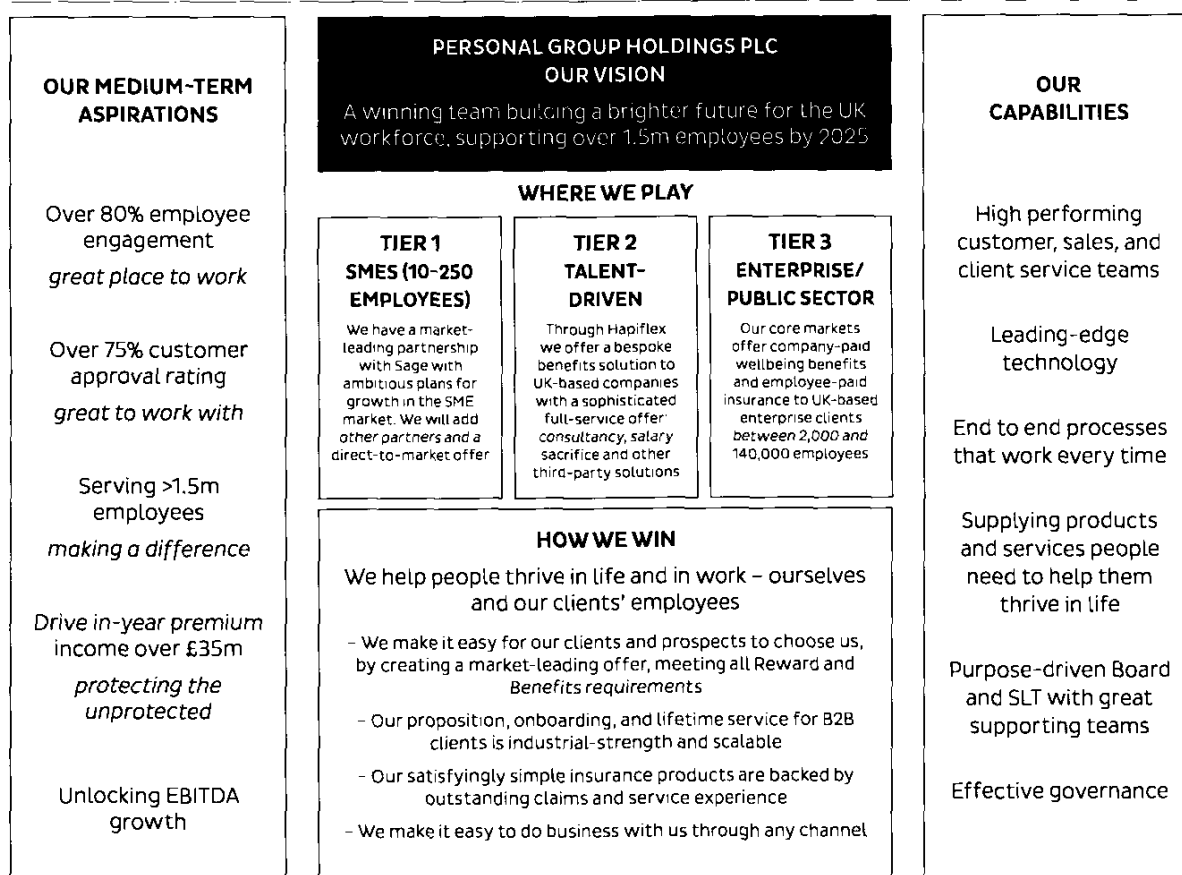 OUR MEDIUM-TERM
ASPIRATIONS
Over 80% employee
engagement
great place to work
Over 75% customer
approval rating
great to work with
Serving >1.5m
employees
making a difference
Drive in-year premium
income over £35m
protecting the
unprotected
Unlocking EBITDA
growth
PERSONAL GROUP HOLDINGS PLC
OUR VISION
A winning team building a brighter future for the UK
workforce, supporting over 1.5m employees by 2025
WHERE WE PLAY
TIER 1
SMES (10-250
EMPLOYEES)
We have a market-
leading partnership
with Sage with
ambitious plans for
growth in the SME
market. We will add
other partners and a
direct-to-market offer
TIER 2
TALENT-
DRIVEN
Through Hapiflex
we offer a bespoke
benefits solution to
UK-based companies
with a sophisticated
full-service offer:
consultancy, salary
sacrifice and other
third-party solutions
TIER 3
ENTERPRISE/
PUBLIC SECTOR
Our core markets
offer company-paid
wellbeing benefits
and employee-paid
insurance to UK-based
enterprise clients
between 2,000 and
140,000 employees
HOW WE WIN
We help people thrive in life and in work – ourselves
and our clients' employees
– We make it easy for our clients and prospects to choose us,
by creating a market-leading offer, meeting all Reward and
Benefits requirements
– Our proposition, onboarding, and lifetime service for B2B
clients is industrial-strength and scalable
– Our satisfyingly simple insurance products are backed by
outstanding claims and service experience
– We make it easy to do business with us through any channel
OUR
CAPABILITIES
High performing
customer, sales, and
client service teams
Leading-edge
technology
End to end processes
that work every time
Supplying products
and services people
need to help them
thrive in life
Purpose-driven Board
and SLT with great
supporting teams
Effective governance